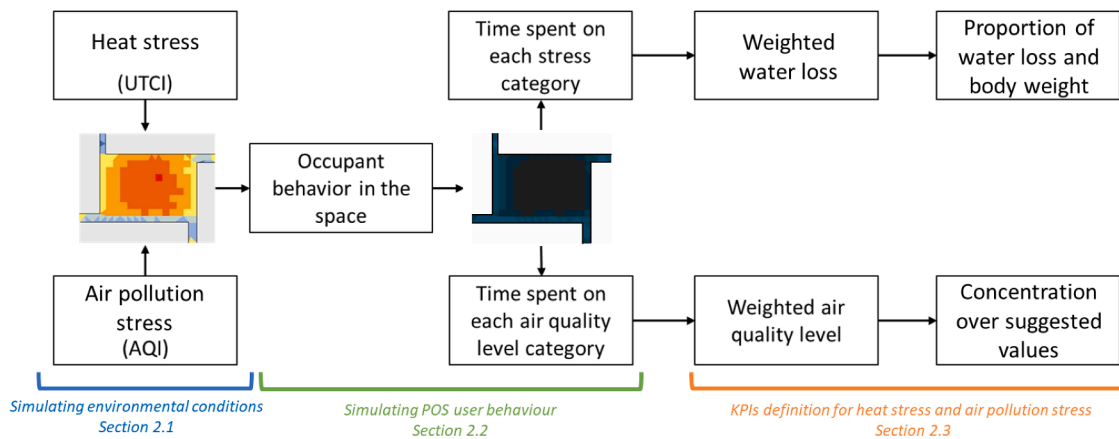 Heat stress
(UTCI)
Time spent on
each stress
category
Weighted
water loss
Proportion of
water loss and
body weight
Occupant
behavior in the
space
Air pollution
stress
(AQI)
Time spent on
each air quality
level category
Weighted air
quality level
Concentration
over suggested
values
Simulating environmental conditions
Section 2.1
Simulating POS user behaviour
Section 2.2
KPIs definition for heat stress and air pollution stress
Section 2.3